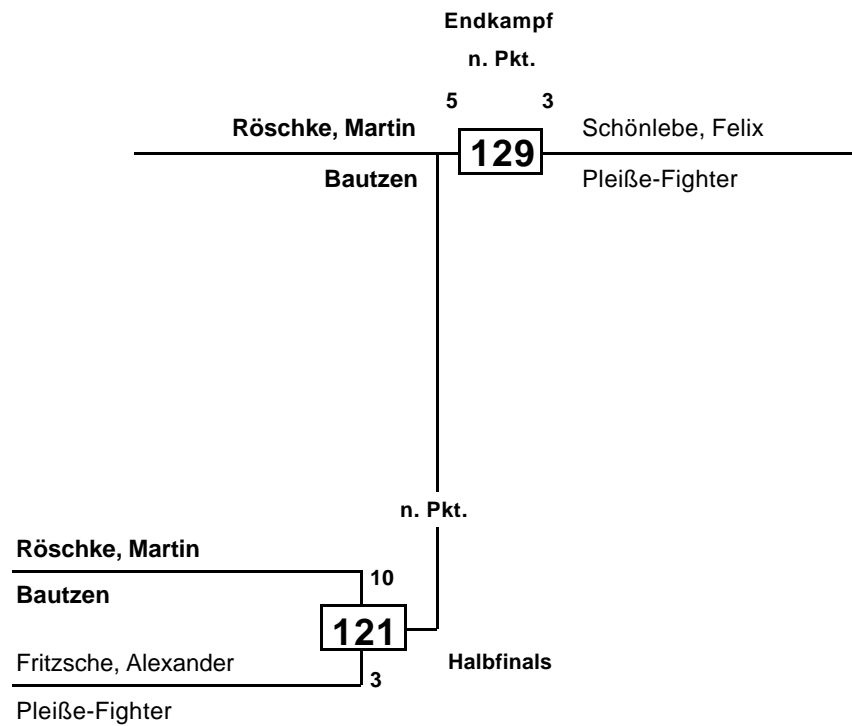 Endkampf
n. Pkt.
5 3
Röschke, Martin 129 Schönlebe, Felix
Bautzen Pleiße-Fighter
n. Pkt.
Röschke, Martin
10
Bautzen
121
Fritzsche, Alexander Halbfinals
3
Pleiße-Fighter